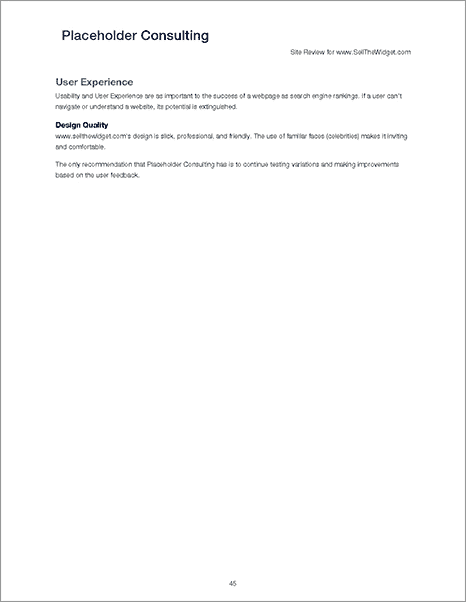 Placeholder Consulting
Site Review for www.SellTheWidget.com
User Experience
Usability and User Experience are as important to the success of a webpage as search engine rankings. If a user can't
navigate or understand a website, its potential is extinguished.
Design Quality
www.sellthewidget.com's design is slick, professional, and friendly. The use of familiar faces (celebrities) makes it inviting
and comfortable.
The only recommendation that Placeholder Consulting has is to continue testing variations and making improvements
based on the user feedback.
45